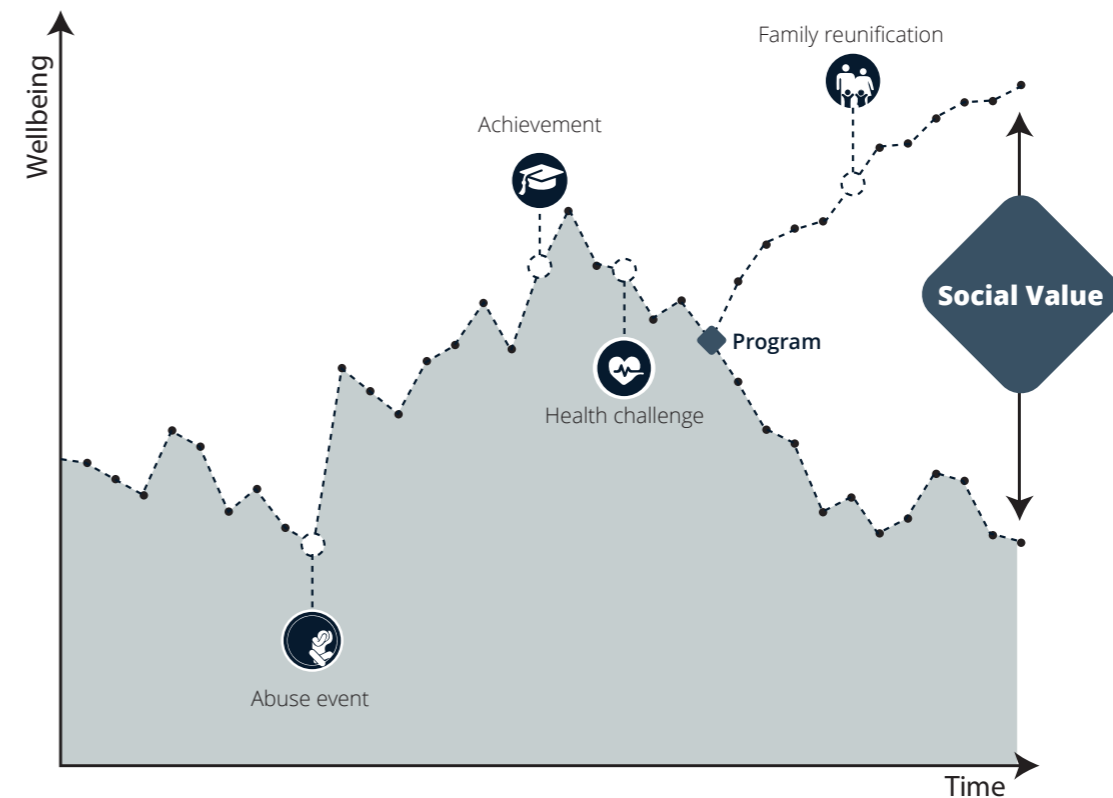 Wellbeing
Family reunification
Achievement
Social Value
Program
Health challenge
Abuse event
Time